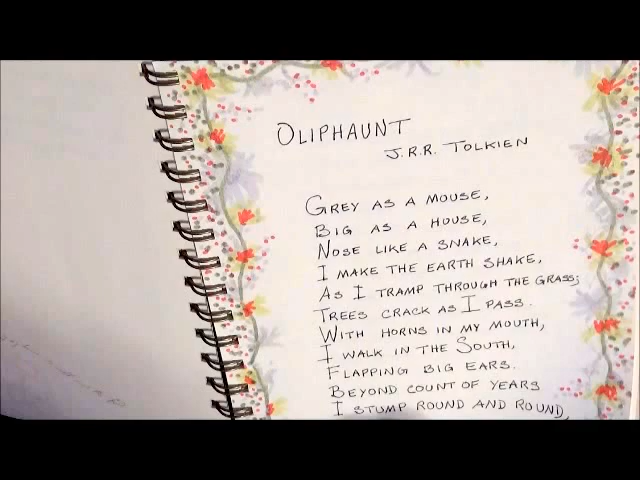 OLIPHAUNT
J.R.R. TOLKIEN
GREY AS A MOUSE,
BIG AS A HOUSE,
NOSE LIKE A SNAKE,
I MAKE THE EARTH SHAKE,
AS I TRAMP THROUGH THE GRASS;
TREES CRACK AS I PASS.
WITH HORNS IN MY MOUTH,
I WALK IN THE SOUTH,
FLAPPING BIG EARS.
BEYOND COUNT OF YEARS
I STUMP ROUND AND ROUND,